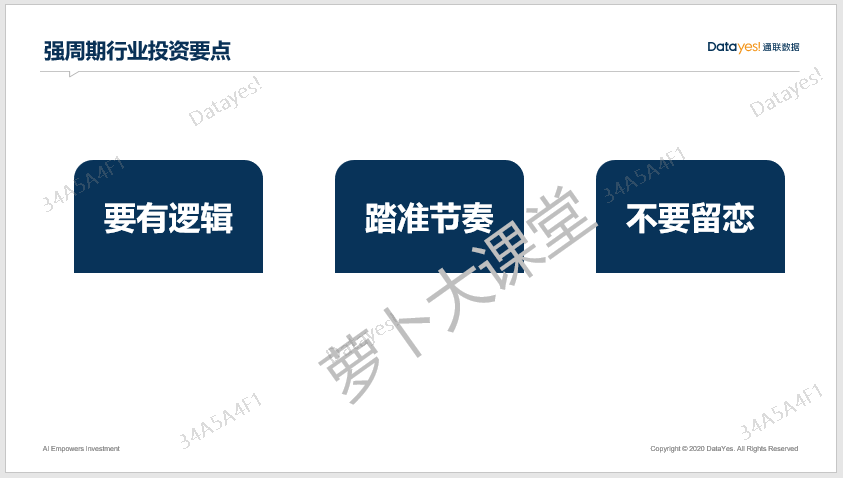 强周期行业投资要点
Datayes!通联数据
Datayes!
Datayes!
34A5A4F1
34A5A4F1
要有逻辑
踏准节奏
不要留恋
萝卜大课堂
Datayes!
34A5A4F1
34A5A4F1
AI Empowers Investment
Copyright © 2020 DataYes. All Rights Reserved